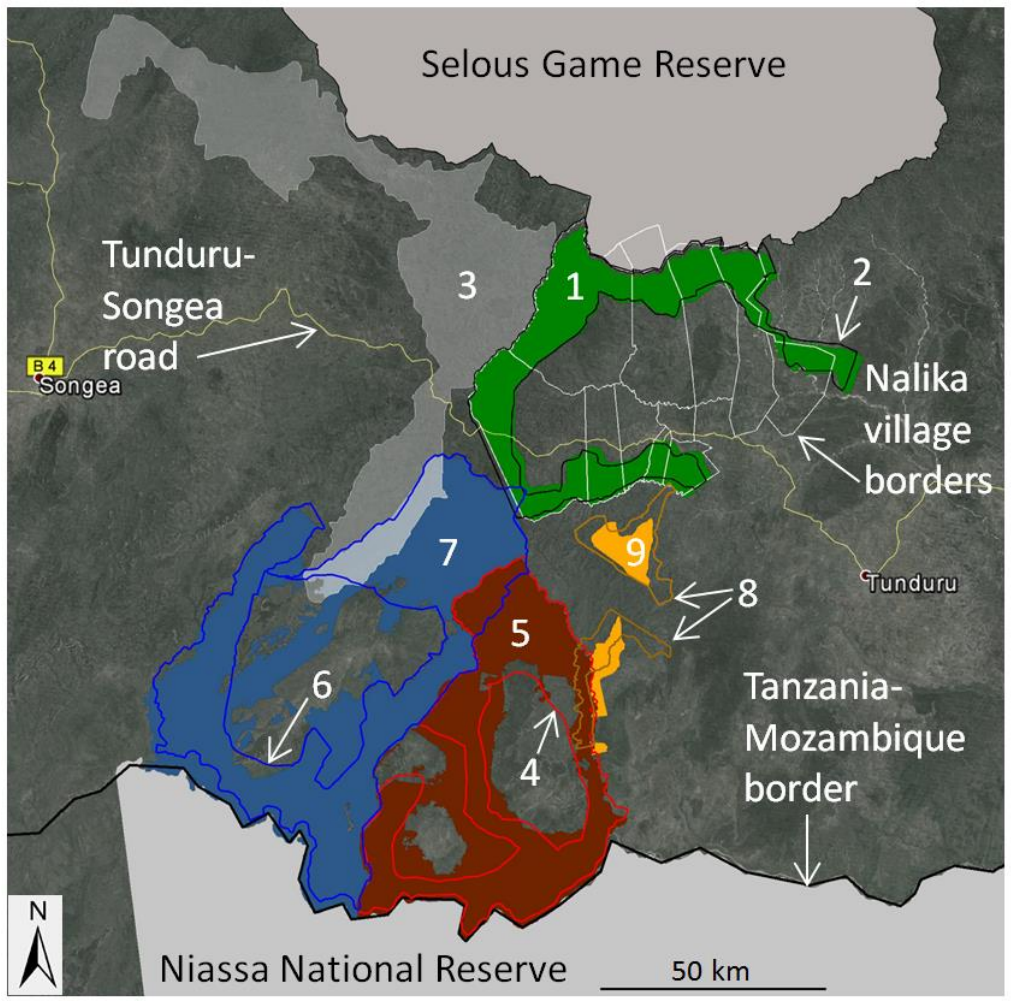 Selous Game Reserve
Tunduru-
Songea
road
3
1
2
B 4
Songea
Nalika
village
borders
7
9
8
Tunduru
5
6
4
Tanzania-
Mozambique
border
N
Niassa National Reserve
50 km